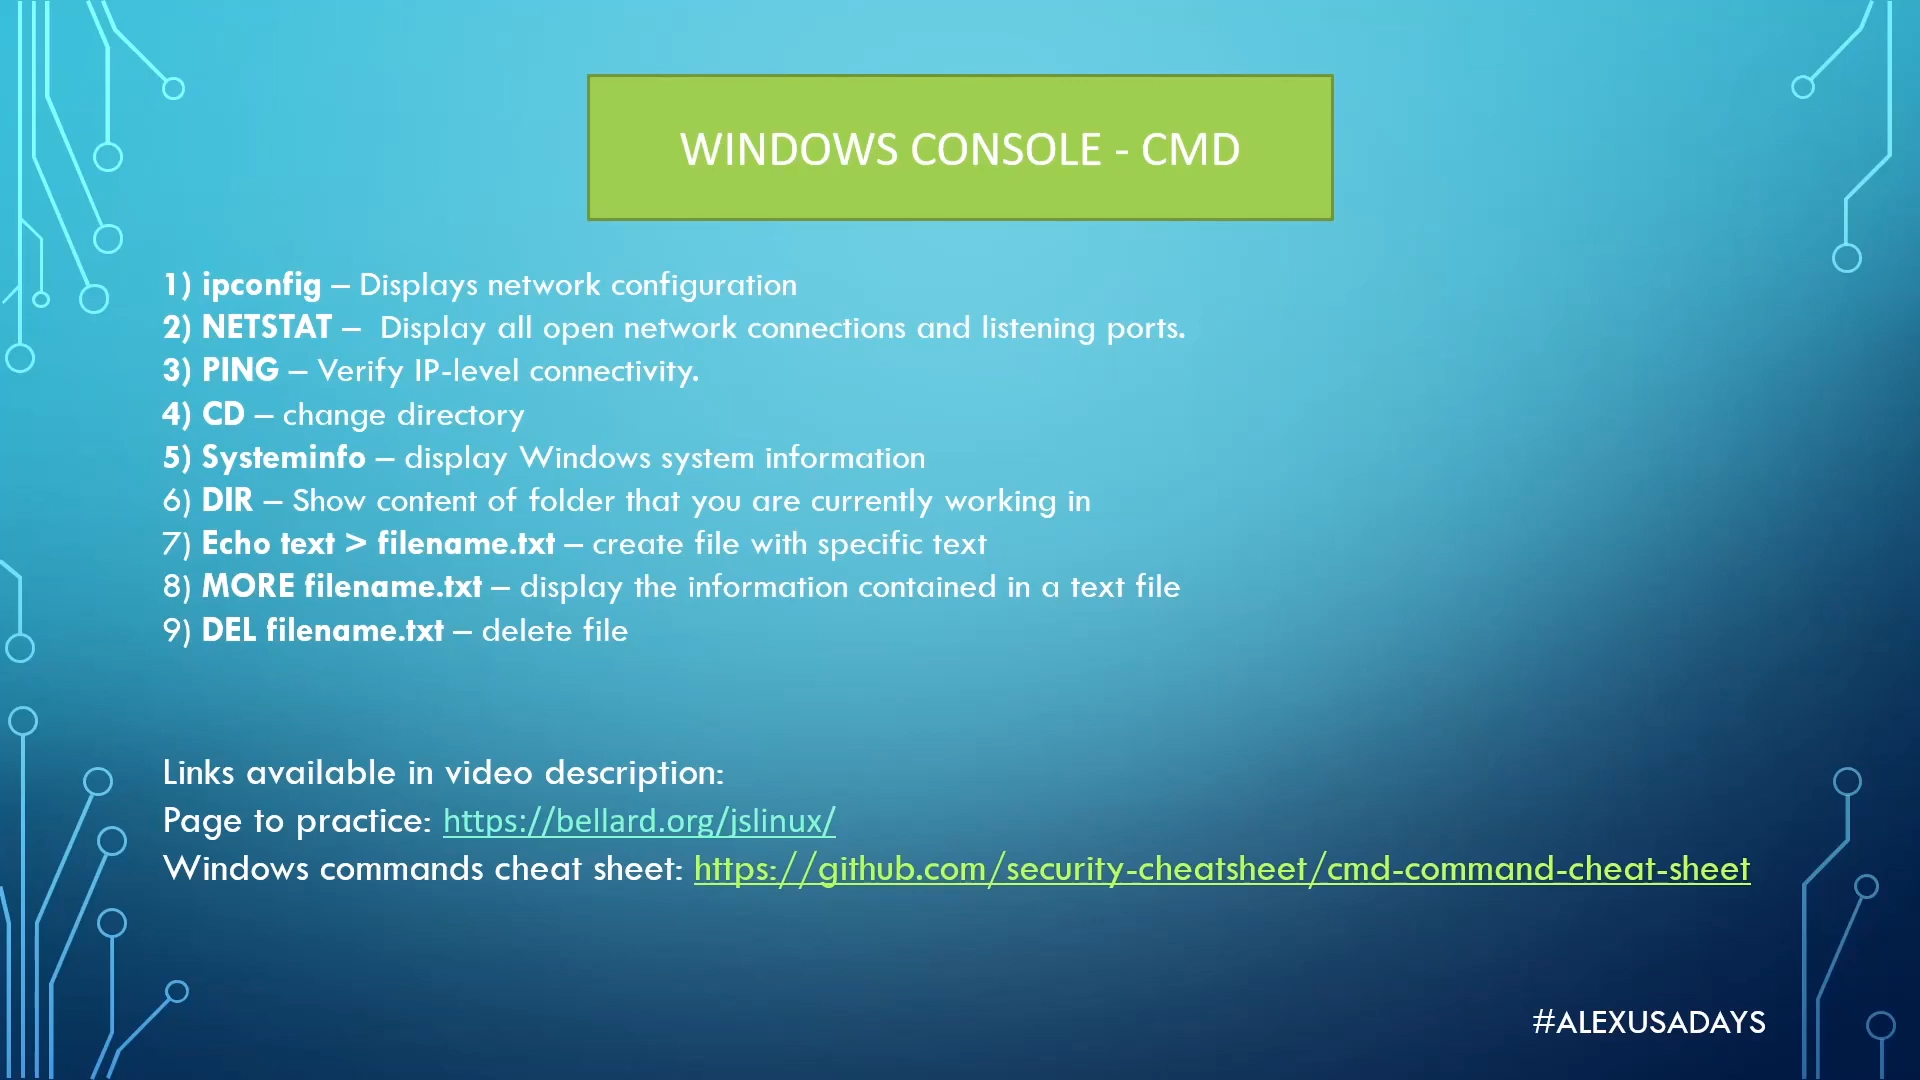 WINDOWS CONSOLE - CMD
1) ipconfig – Displays network configuration
2) NETSTAT –  Display all open network connections and listening ports.
3) PING – Verify IP-level connectivity.
4) CD – change directory
5) Systeminfo – display Windows system information
6) DIR – Show content of folder that you are currently working in
7) Echo text > filename.txt – create file with specific text
8) MORE filename.txt – display the information contained in a text file
9) DEL filename.txt – delete file
Links available in video description:
Page to practice: https://bellard.org/jslinux/
Windows commands cheat sheet: https://github.com/security-cheatsheet/cmd-command-cheat-sheet
#ALEXUSADAYS